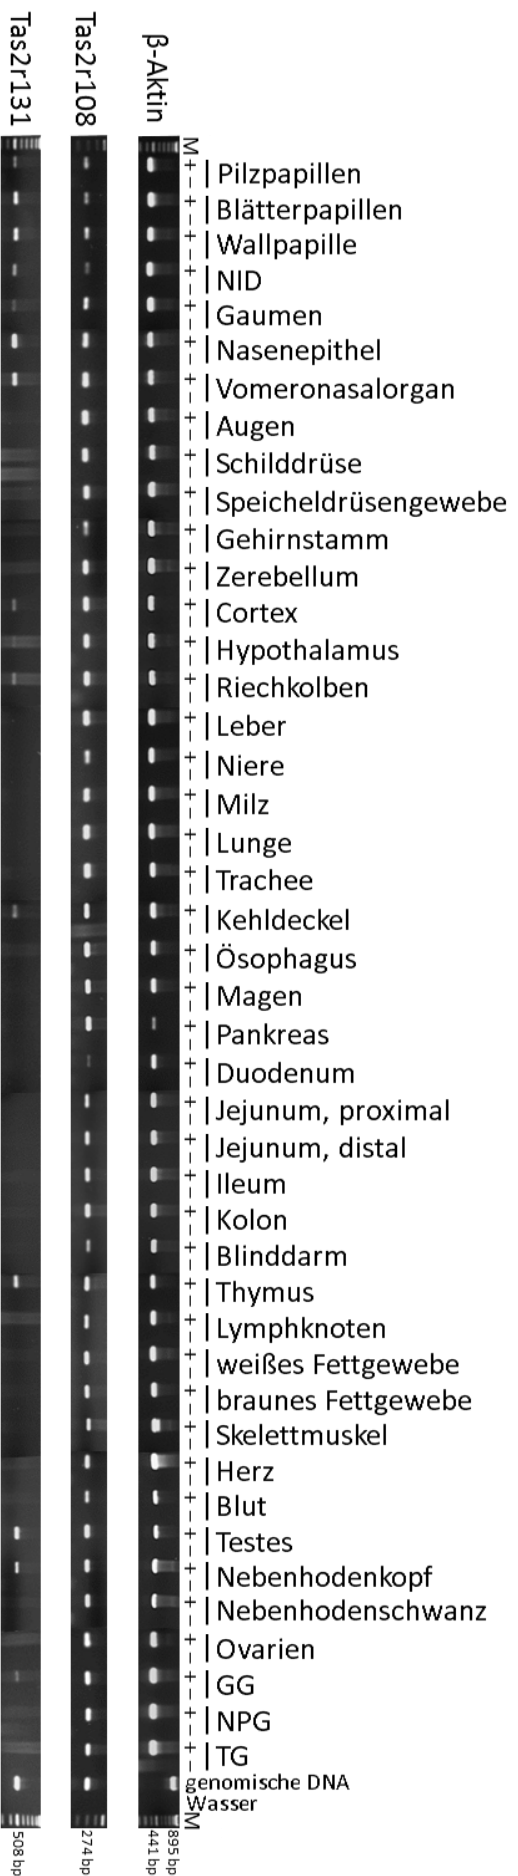 Tas2r131
Tas2r108
β-Aktin
M
+ - Pilzpapillen
+ - Blätterpapillen
+ - Wallpapille
+ - NID
+ - Gaumen
+ - Nasenepithel
+ - Vomeronasalorgan
+ - Augen
+ - Schilddrüse
+ - Speicheldrüsengewebe
+ - Gehirnstamm
+ - Zerebellum
+ - Cortex
+ - Hypothalamus
+ - Riechkolben
+ - Leber
+ - Niere
+ - Milz
+ - Lunge
+ - Trachee
+ - Kehldeckel
+ - Ösophagus
+ - Magen
+ - Pankreas
+ - Duodenum
+ - Jejunum, proximal
+ - Jejunum, distal
+ - Ileum
+ - Kolon
+ - Blinddarm
+ - Thymus
+ - Lymphknoten
+ - weißes Fettgewebe
+ - braunes Fettgewebe
+ - Skelettmuskel
+ - Herz
+ - Blut
+ - Testes
+ - Nebenhodenkopf
+ - Nebenhodenschwanz
+ - Ovarien
+ - GG
+ - NPG
+ - TG
genomische DNA
Wasser
M
508 bp
274 bp
441 bp
895 bp